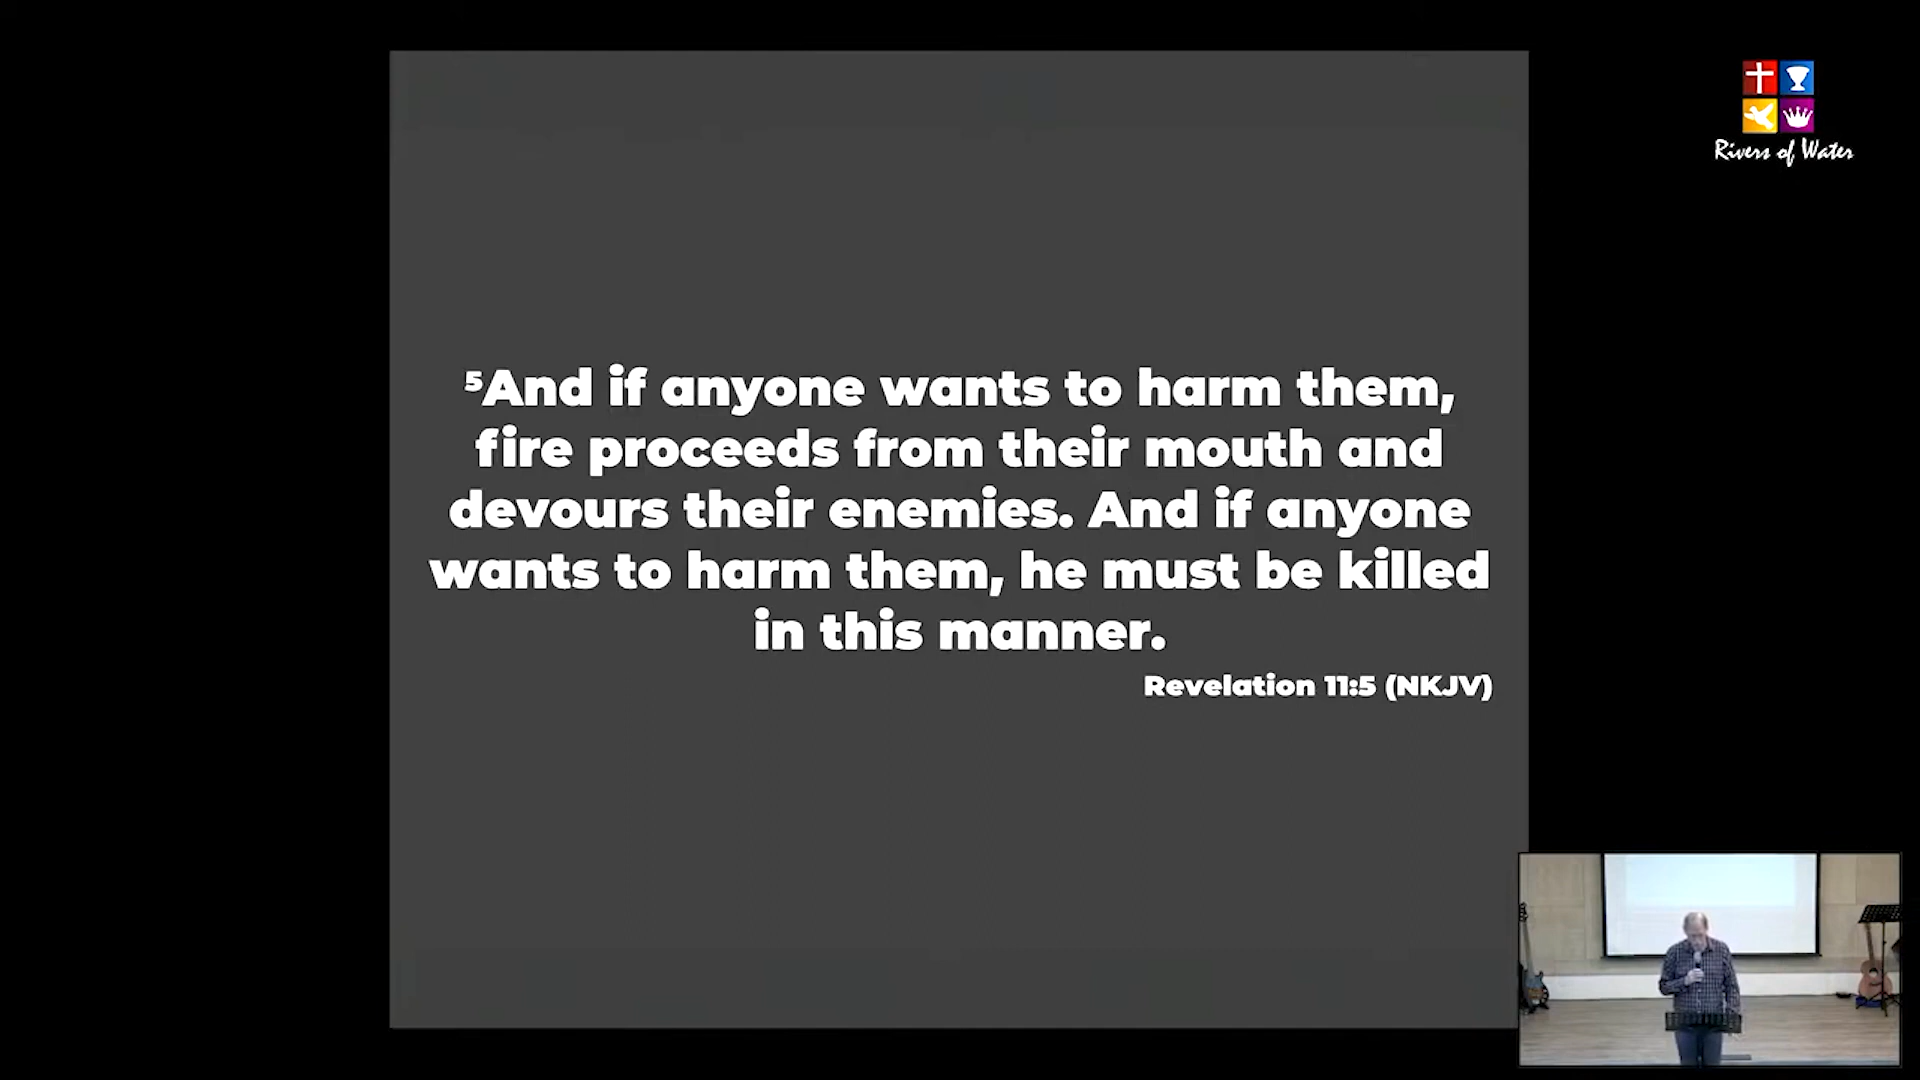 Rivers of Water
⁵And if anyone wants to harm them,
fire proceeds from their mouth and
devours their enemies. And if anyone
wants to harm them, he must be killed
in this manner.
Revelation 11:5 (NKJV)